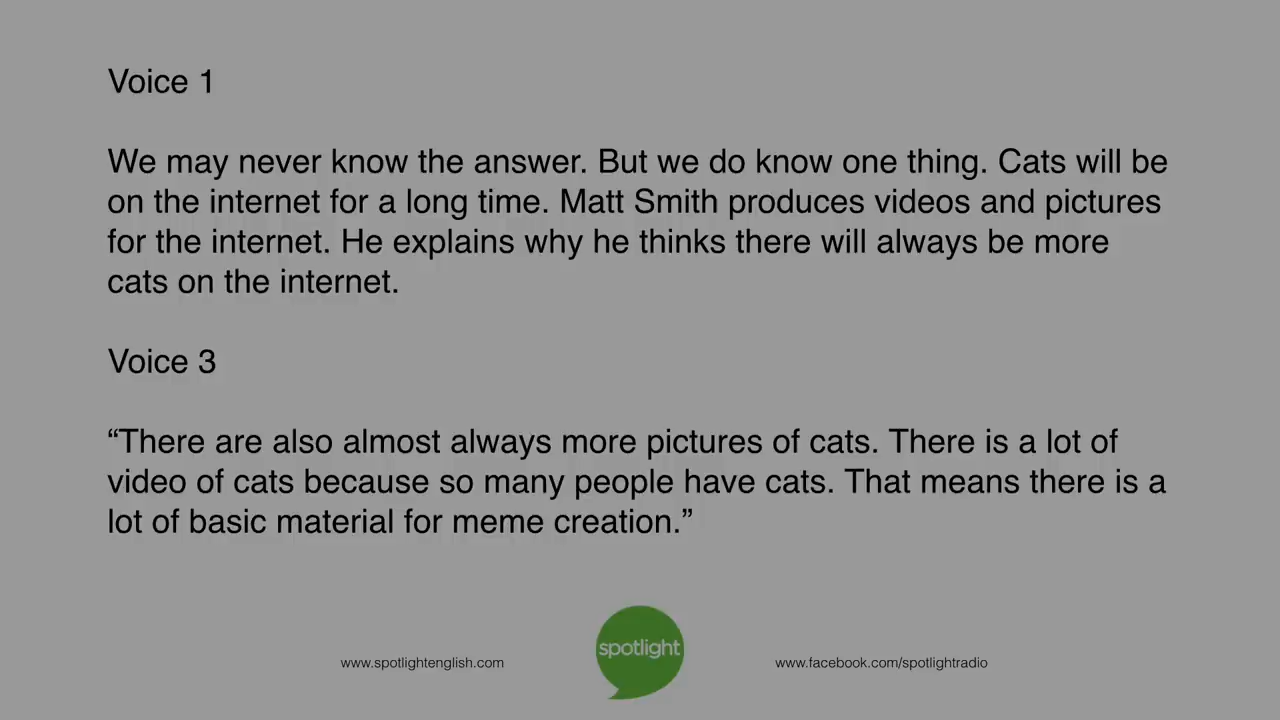 Voice 1
We may never know the answer. But we do know one thing. Cats will be
on the internet for a long time. Matt Smith produces videos and pictures
for the internet. He explains why he thinks there will always be more
cats on the internet.
Voice 3
“There are also almost always more pictures of cats. There is a lot of
video of cats because so many people have cats. That means there is a
lot of basic material for meme creation.”
www.spotlightenglish.com
spotlight
www.facebook.com/spotlightradio